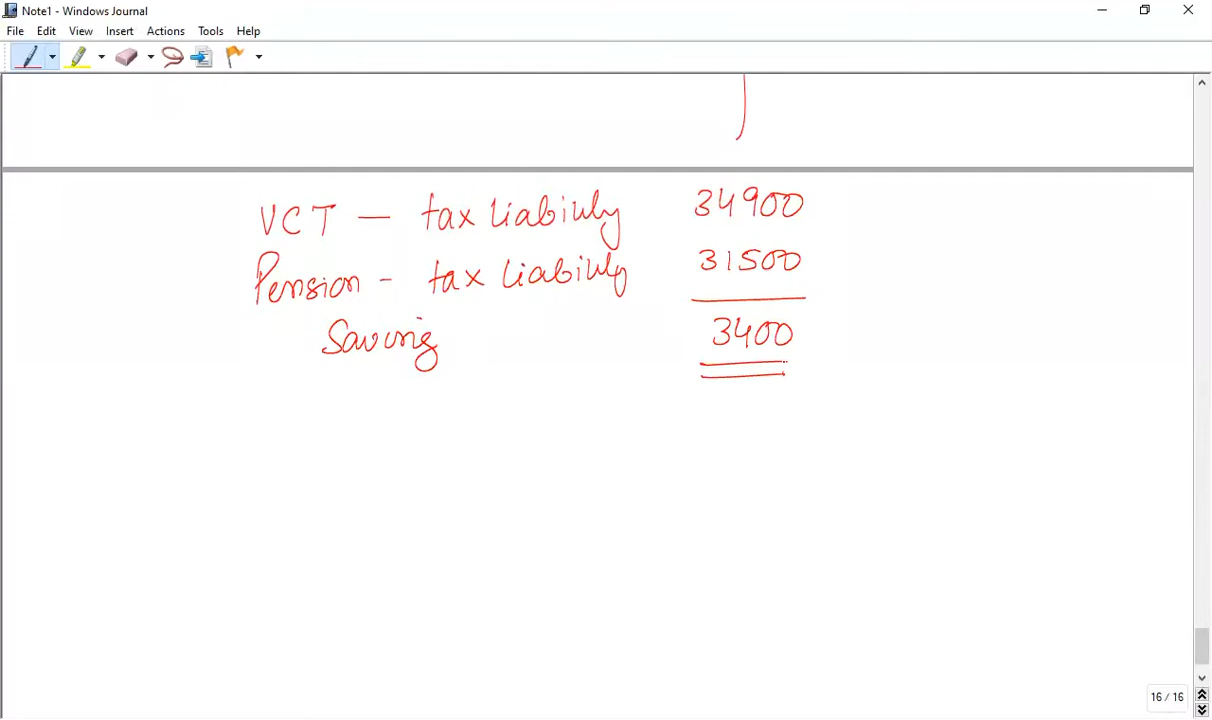 Note1 - Windows Journal
File Edit View Insert Actions Tools Help
VCT — tax liability 34900
Pension - tax liability 31500
Saving 3400
16 / 16